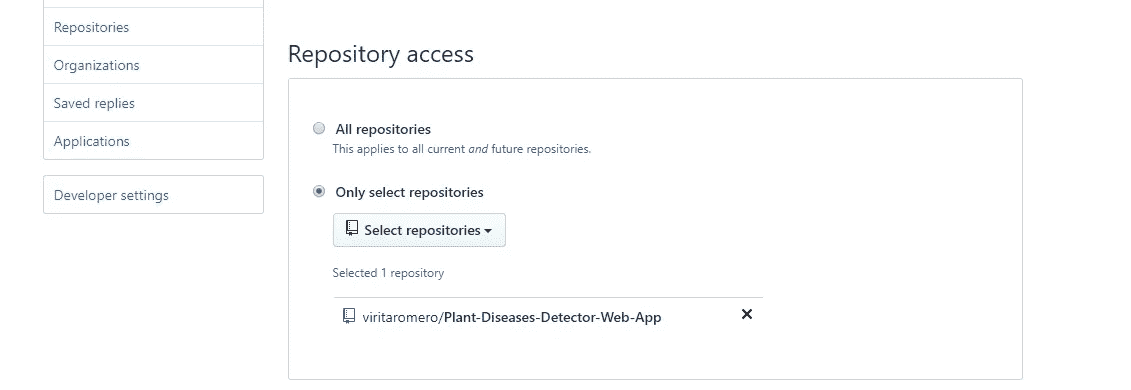 Repositories
Organizations
Saved replies
Applications
Developer settings
Repository access
All repositories
This applies to all current and future repositories.
Only select repositories
Select repositories
Selected 1 repository
viritaromero/Plant-Diseases-Detector-Web-App